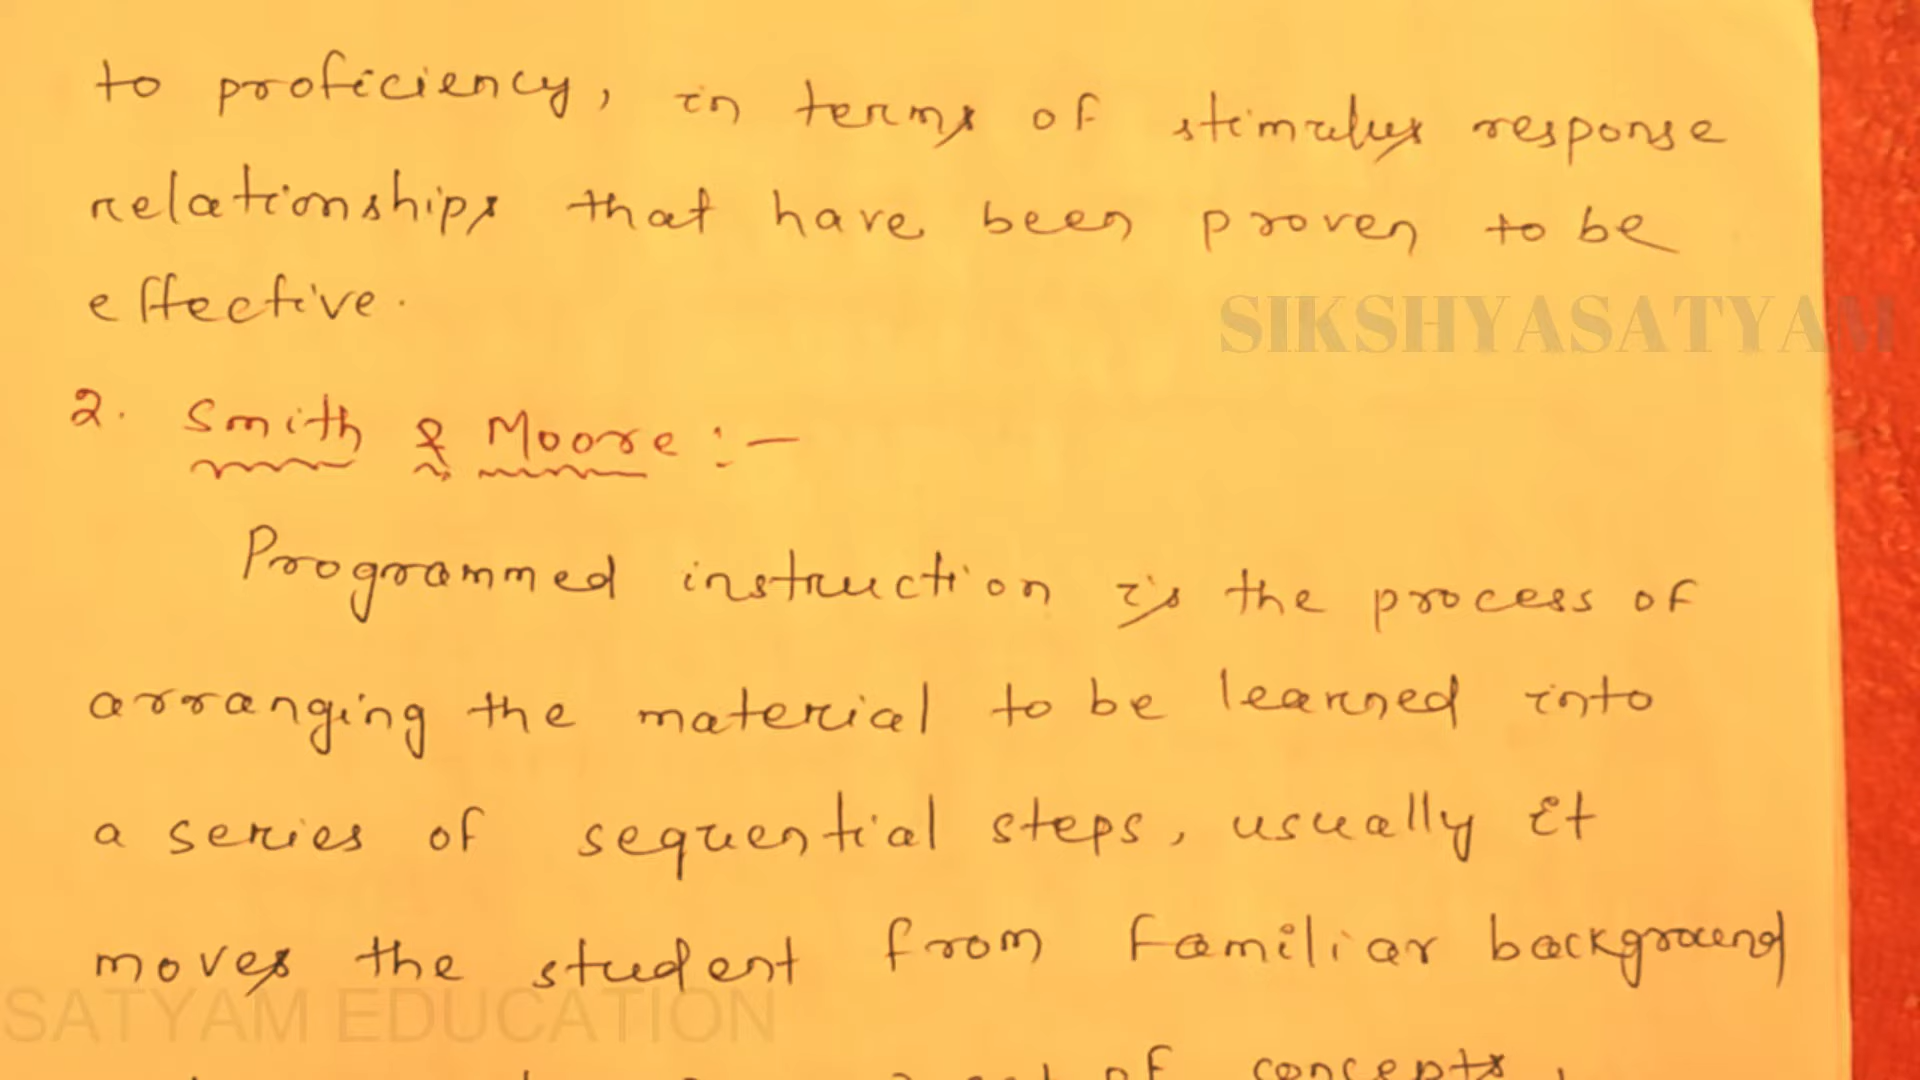 to proficiency, in terms of stimulus response
relationships that have been proven to be
effective.
SIKSHYASATYAM
2. Smith & Moore :-
Programmed instruction is the process of
arranging the material to be learned into
a series of sequential steps, usually it
moves the student from familiar background
SATYAM EDUCATION
of concepts,